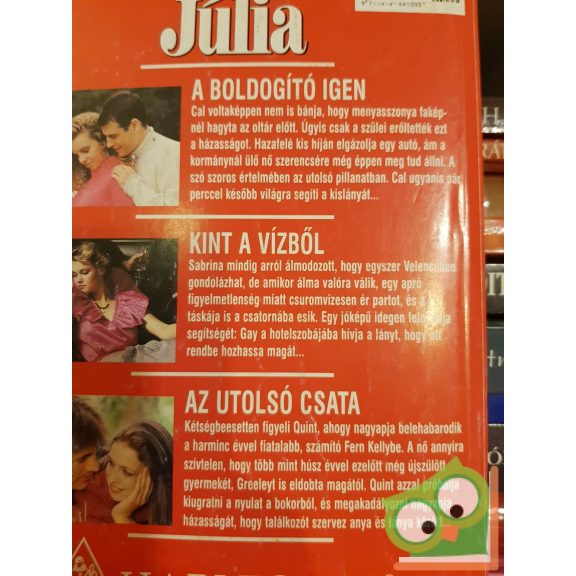 Júlia
A BOLDOGÍTÓ IGEN
Cal voltaképpen nem is bánja, hogy menyasszonya fakép-
nél hagyta az oltár előtt. Úgyis csak a szülei erőltették ezt
a házasságot. Hazafelé kis híján elgázolja egy autó, ám a
kormánynál ülő nő szerencsére még éppen meg tud állni. A
szó szoros értelmében az utolsó pillanatban. Cal ugyanis pár
perccel később világra segíti a kislányát...
KINT A VÍZBŐL
Sabrina mindig arról álmodozott, hogy egyszer Velencében
gondolázhat, de amikor álma valóra válik, egy apró
figyelmetlenség miatt csuromvizesen ér partot, és a
táskája is a csatornába esik. Egy jóképű idegen
segítségét: Gay a hotelszobájába hívja a lányt, hogy ott
rendbe hozhassa magát...
AZ UTOLSÓ CSATA
Kétségbeesetten figyeli Quint, ahogy nagyapja belehabarodik
a harminc évvel fiatalabb, számító Fern Kellybe. A nő annyira
szívtelen, hogy több mint húsz évvel ezelőtt még újszülött
gyermekét, Gréeleyt is eldobta magától. Quint azzal próbálja
kiugratni a nyulat a bokorból, és megakadályozni nagyapja
házasságát, hogy találkozót szervez anya és lánya